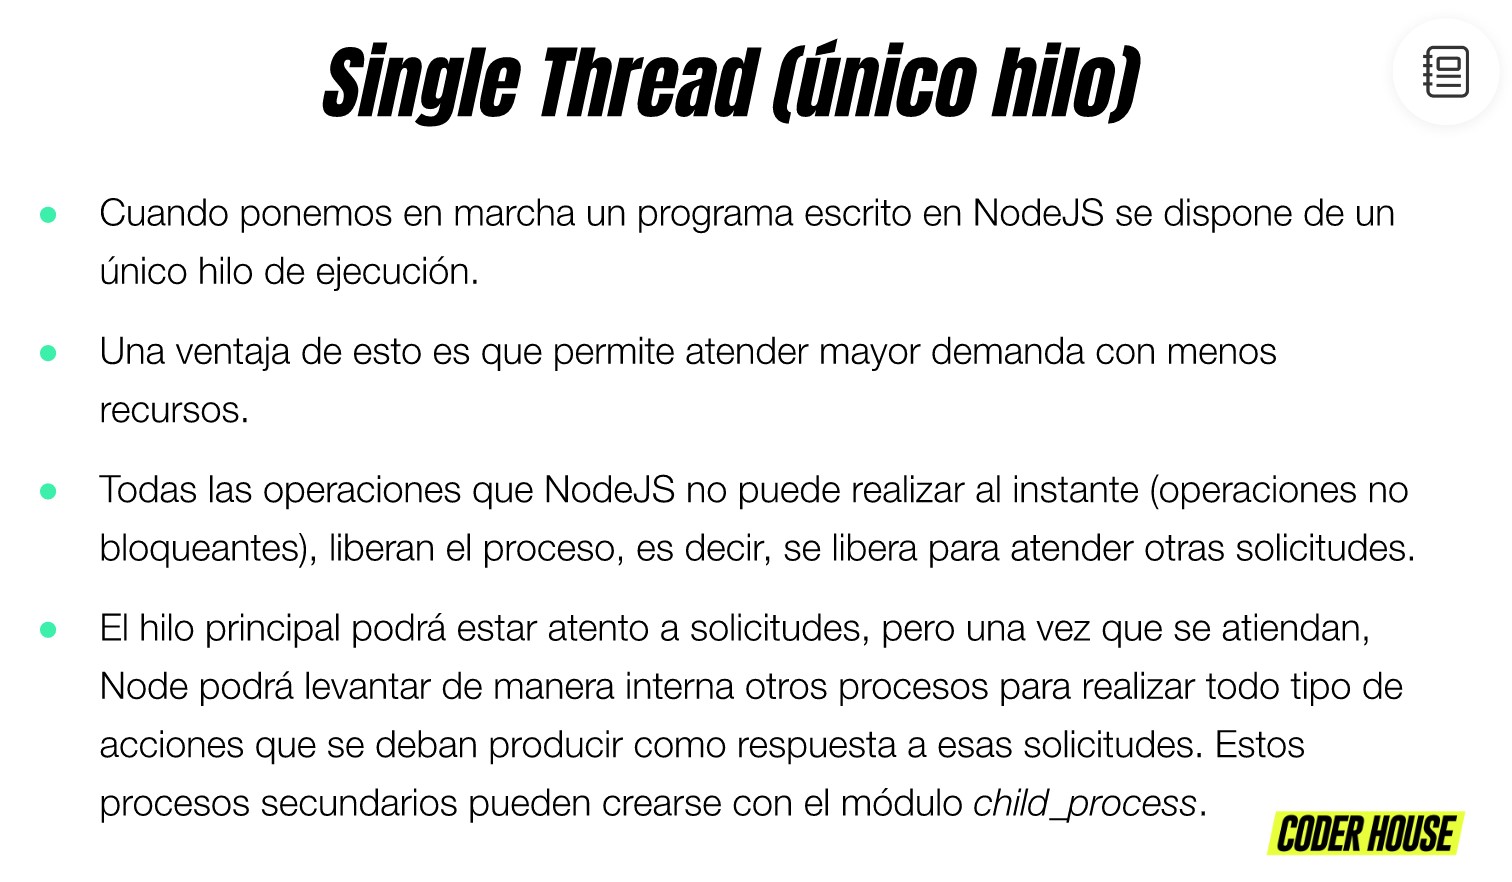 Single Thread (único hilo)
Cuando ponemos en marcha un programa escrito en NodeJS se dispone de un
único hilo de ejecución.
Una ventaja de esto es que permite atender mayor demanda con menos
recursos.
Todas las operaciones que NodeJS no puede realizar al instante (operaciones no
bloqueantes), liberan el proceso, es decir, se libera para atender otras solicitudes.
El hilo principal podrá estar atento a solicitudes, pero una vez que se atiendan,
Node podrá levantar de manera interna otros procesos para realizar todo tipo de
acciones que se deban producir como respuesta a esas solicitudes. Estos
procesos secundarios pueden crearse con el módulo child_process.
CODER HOUSE